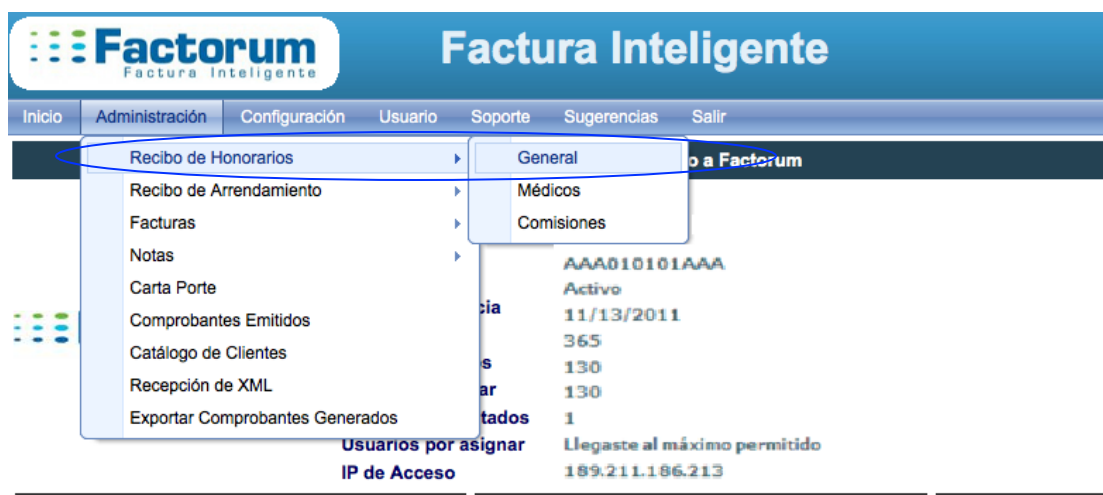 Factorum
Factura Inteligente
Factura Inteligente
Inicio Administración Configuración Usuario Soporte Sugerencias Salir
Recibo de Honorarios
General
o a Factorum
Recibo de Arrendamiento
Médicos
Facturas
Comisiones
Notas
AAA010101AAA
Carta Porte
Activo
cia
11/13/2011
Comprobantes Emitidos
365
Catálogo de Clientes
s
130
Recepción de XML
ar
130
Exportar Comprobantes Generados
tados
1
Usuarios por asignar
Llegaste al máximo permitido
IP de Acceso
189.211.186.213